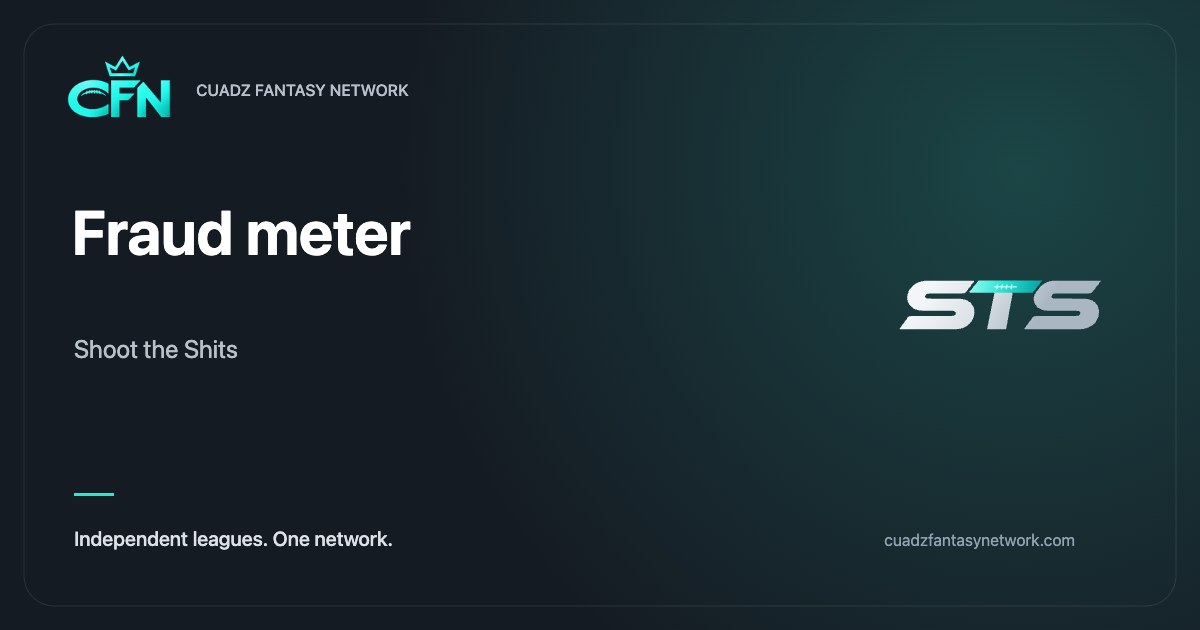 CFN
CUADZ FANTASY NETWORK
Fraud meter
STS
Shoot the Shits
Independent leagues. One network.
cuadzfantasynetwork.com